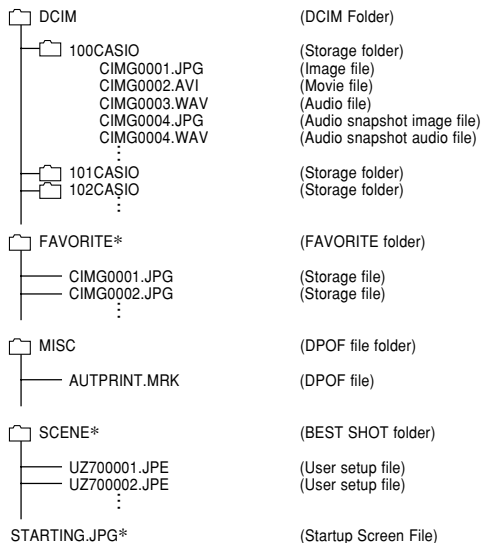 DCIM (DCIM Folder)
100CASIO (Storage folder)
CIMG0001.JPG (Image file)
CIMG0002.AVI (Movie file)
CIMG0003.WAV (Audio file)
CIMG0004.JPG (Audio snapshot image file)
CIMG0004.WAV (Audio snapshot audio file)
101CASIO (Storage folder)
102CASIO (Storage folder)
FAVORITE* (FAVORITE folder)
CIMG0001.JPG (Storage file)
CIMG0002.JPG (Storage file)
MISC (DPOF file folder)
AUTPRINT.MRK (DPOF file)
SCENE* (BEST SHOT folder)
UZ700001.JPE (User setup file)
UZ700002.JPE (User setup file)
STARTING.JPG* (Startup Screen File)